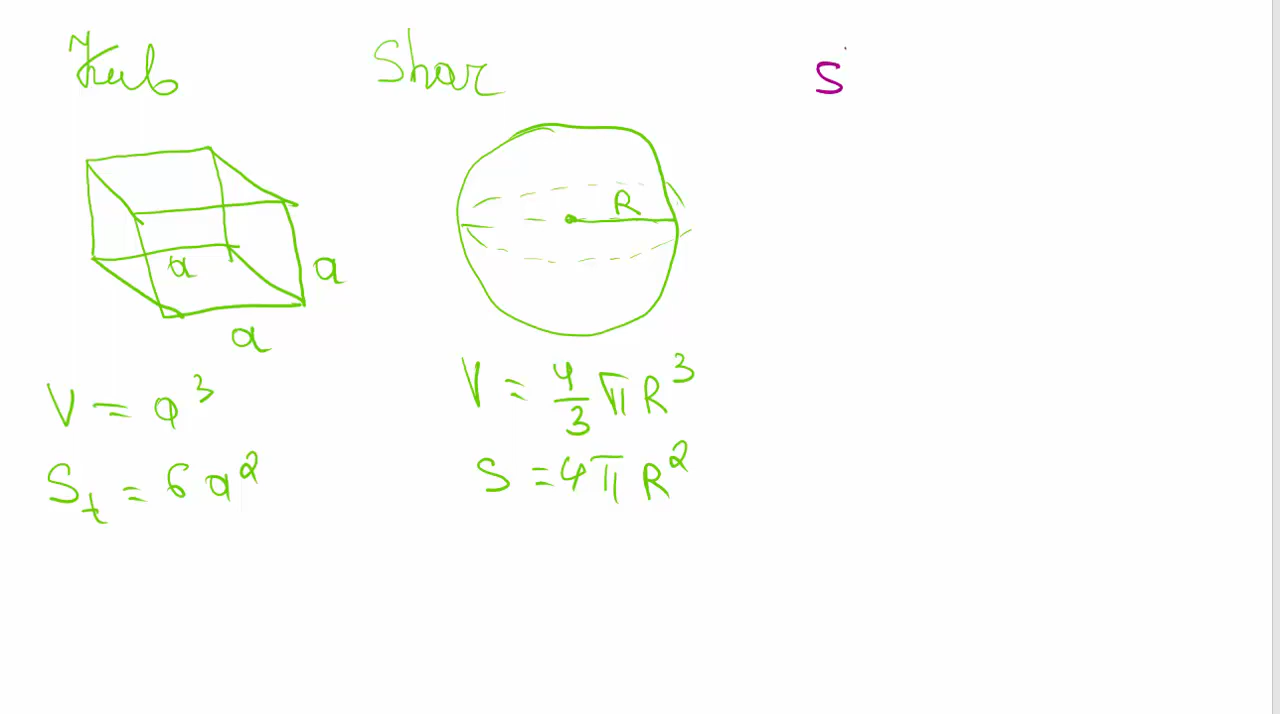 Kub
Shar
S
R
a
a
a
V = a³
Sₜ = 6a²
V = 4/3 πR³
S = 4πR²